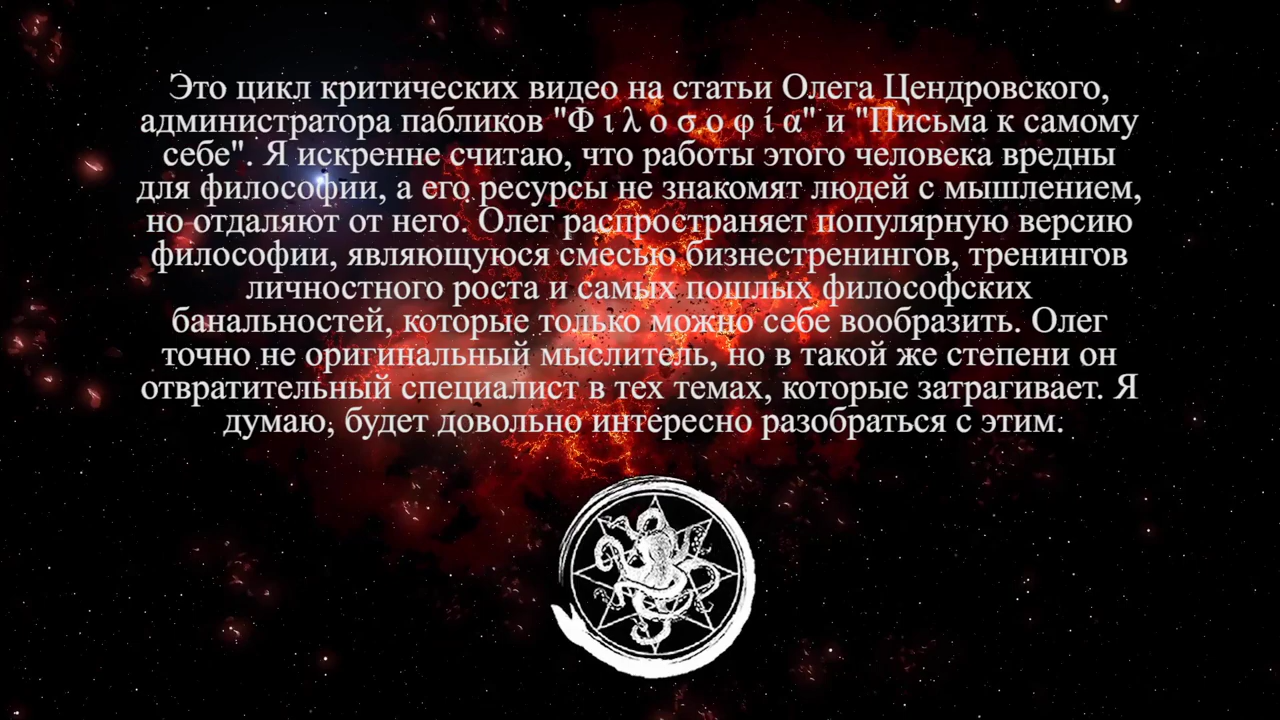 Это цикл критических видео на статьи Олега Цендровского,
администратора пабликов "Φ ι λ ο σ ο φ ί α" и "Письма к самому
себе". Я искренне считаю, что работы этого человека вредны
для философии, а его ресурсы не знакомят людей с мышлением,
но отдаляют от него. Олег распространяет популярную версию
философии, являющуюся смесью бизнестренингов, тренингов
личностного роста и самых пошлых философских
банальностей, которые только можно себе вообразить. Олег
точно не оригинальный мыслитель, но в такой же степени он
отвратительный специалист в тех темах, которые затрагивает. Я
думаю, будет довольно интересно разобраться с этим.